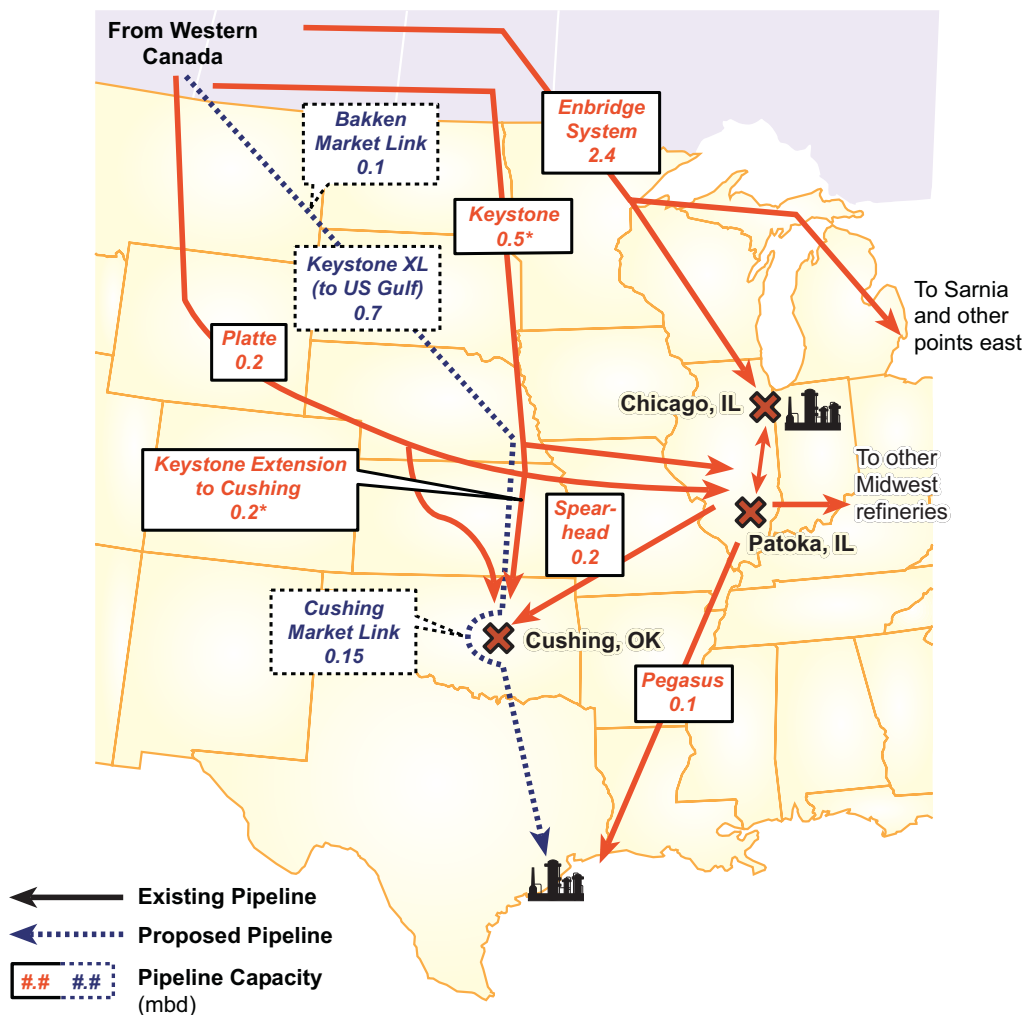 From Western
Canada
Enbridge
System
2.4
Bakken
Market Link
0.1
Keystone
0.5*
Keystone XL
(to US Gulf)
0.7
To Sarnia
and other
points east
Platte
0.2
Chicago, IL
Keystone Extension
to Cushing
0.2*
To other
Midwest
refineries
Spear-
head
0.2
Patoka, IL
Cushing
Market Link
0.15
Cushing, OK
Pegasus
0.1
Existing Pipeline
Proposed Pipeline
#.# #.# Pipeline Capacity
(mbd)